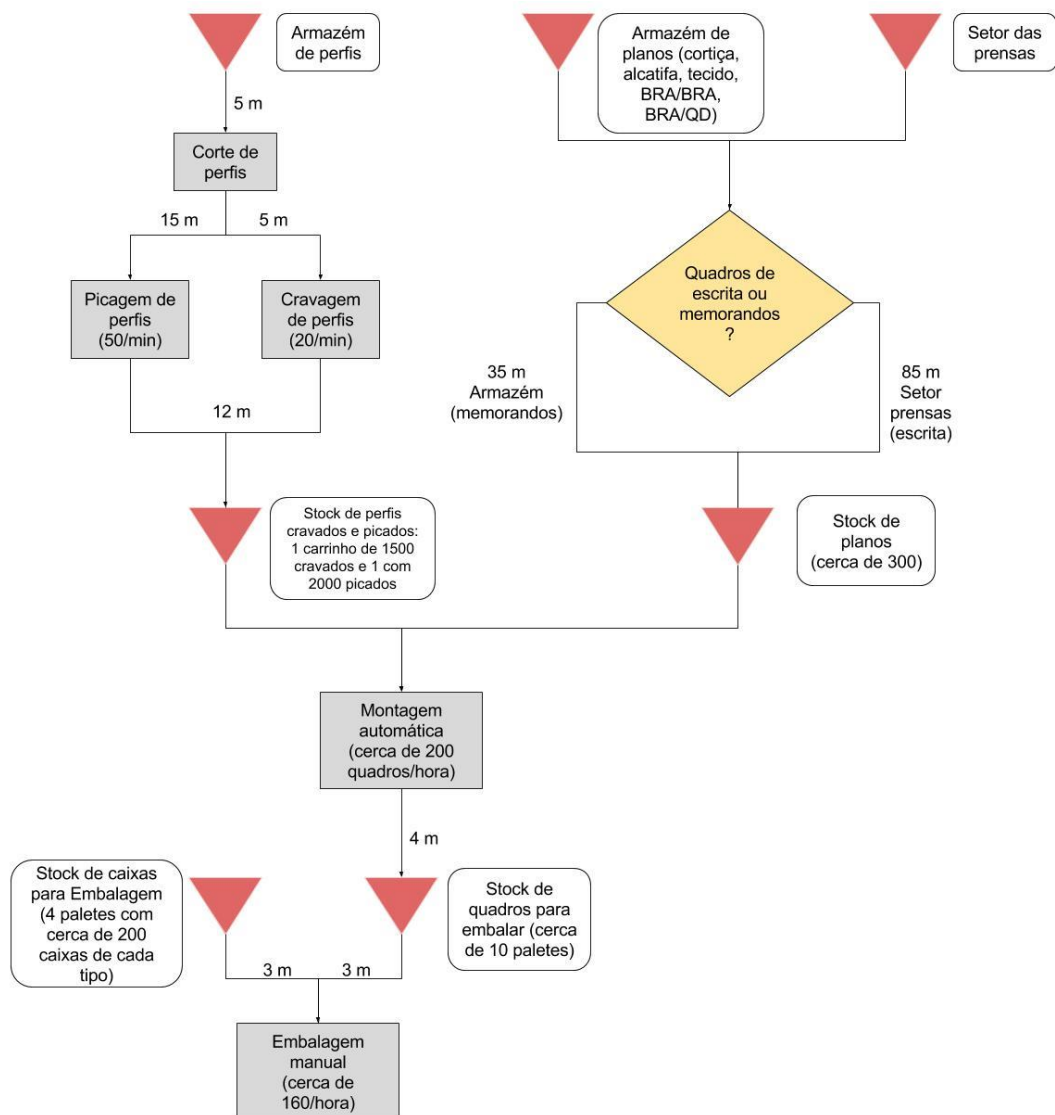 Armazém
de perfis
Armazém de
planos (cortiça,
alcatifa, tecido,
BRA/BRA,
BRA/QD)
Setor das
prensas
5 m
Corte de
perfis
15 m
5 m
Picagem de
perfis
(50/min)
Cravagem
de perfis
(20/min)
Quadros de
escrita ou
memorandos
?
35 m
Armazém
(memorandos)
85 m
Setor
prensas
(escrita)
12 m
Stock de perfis
cravados e picados:
1 carrinho de 1500
cravados e 1 com
2000 picados
Stock de
planos
(cerca de 300)
Montagem
automática
(cerca de 200
quadros/hora)
4 m
Stock de caixas
para Embalagem
(4 paletes com
cerca de 200
caixas de cada
tipo)
Stock de
quadros para
embalar (cerca
de 10 paletes)
3 m
3 m
Embalagem
manual
(cerca de
160/hora)